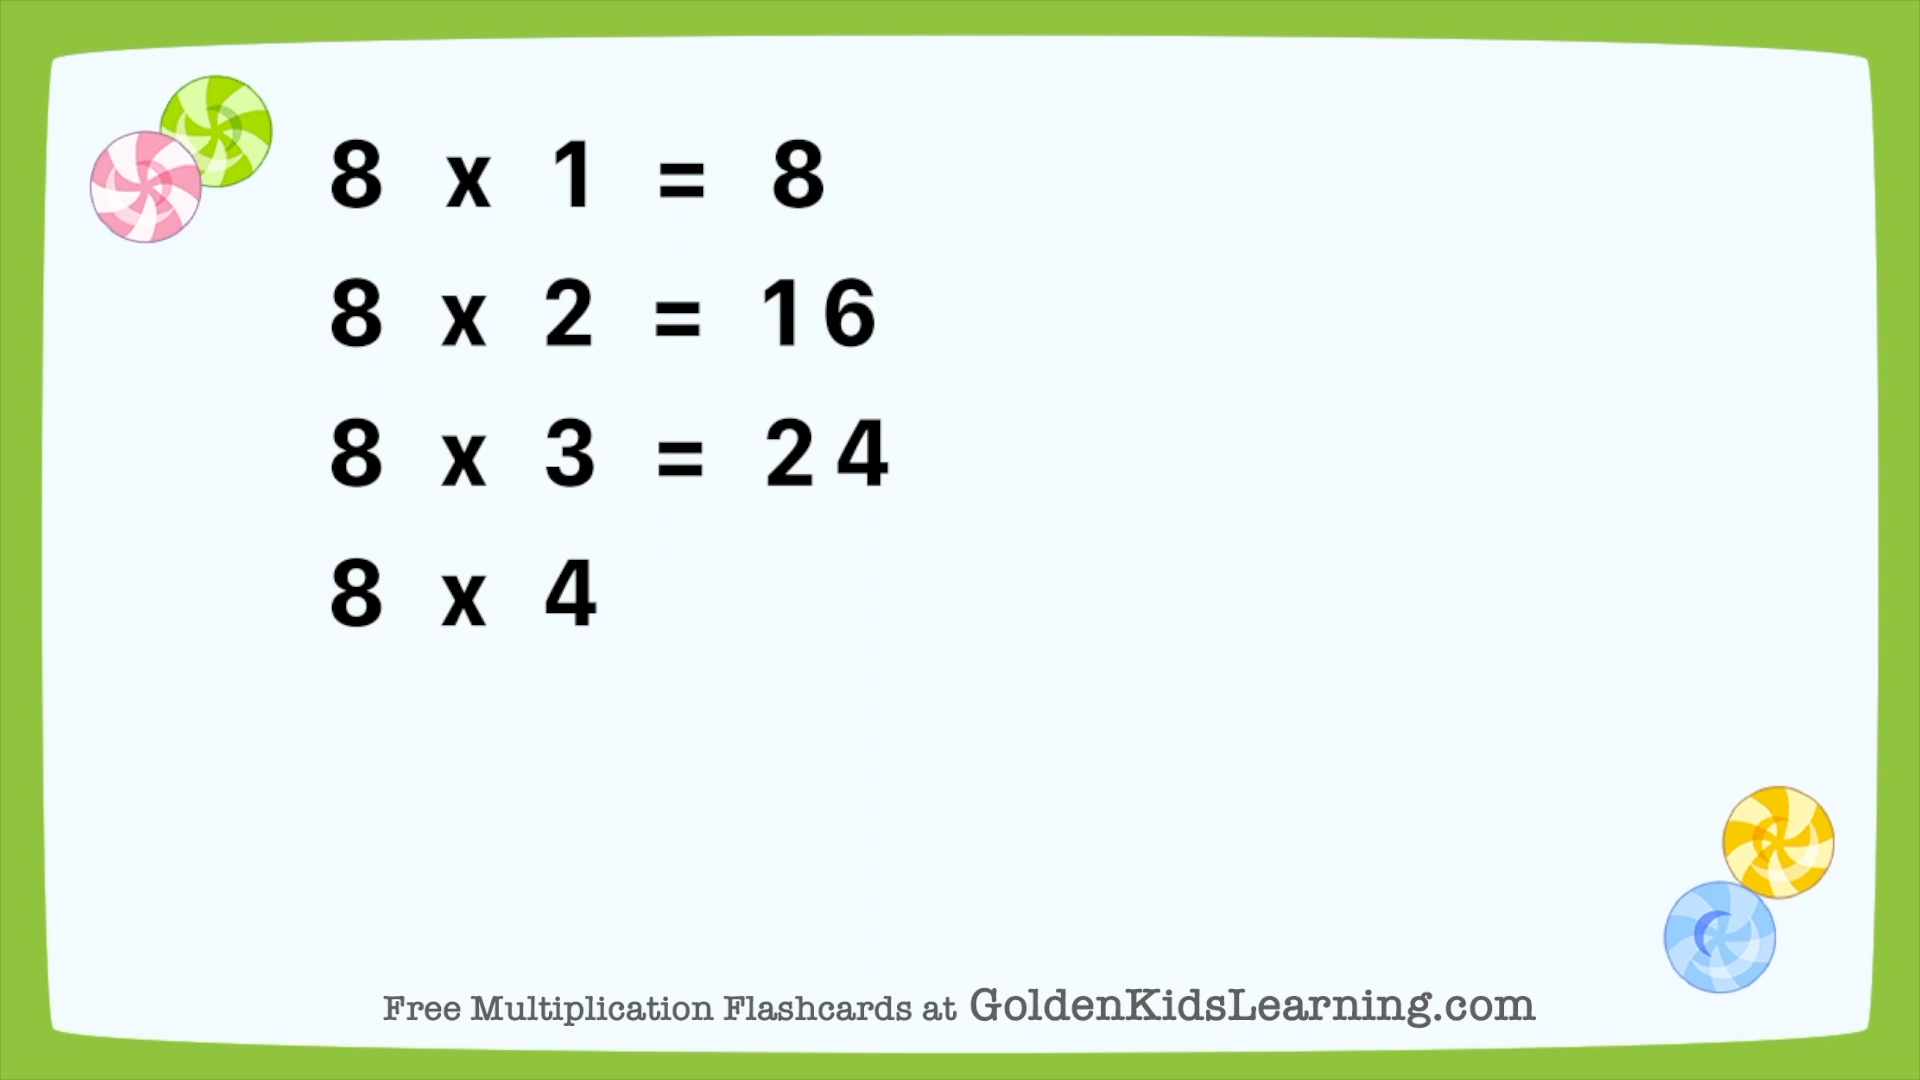 8 x 1 = 8
8 x 2 = 16
8 x 3 = 24
8 x 4
Free Multiplication Flashcards at GoldenKidsLearning.com